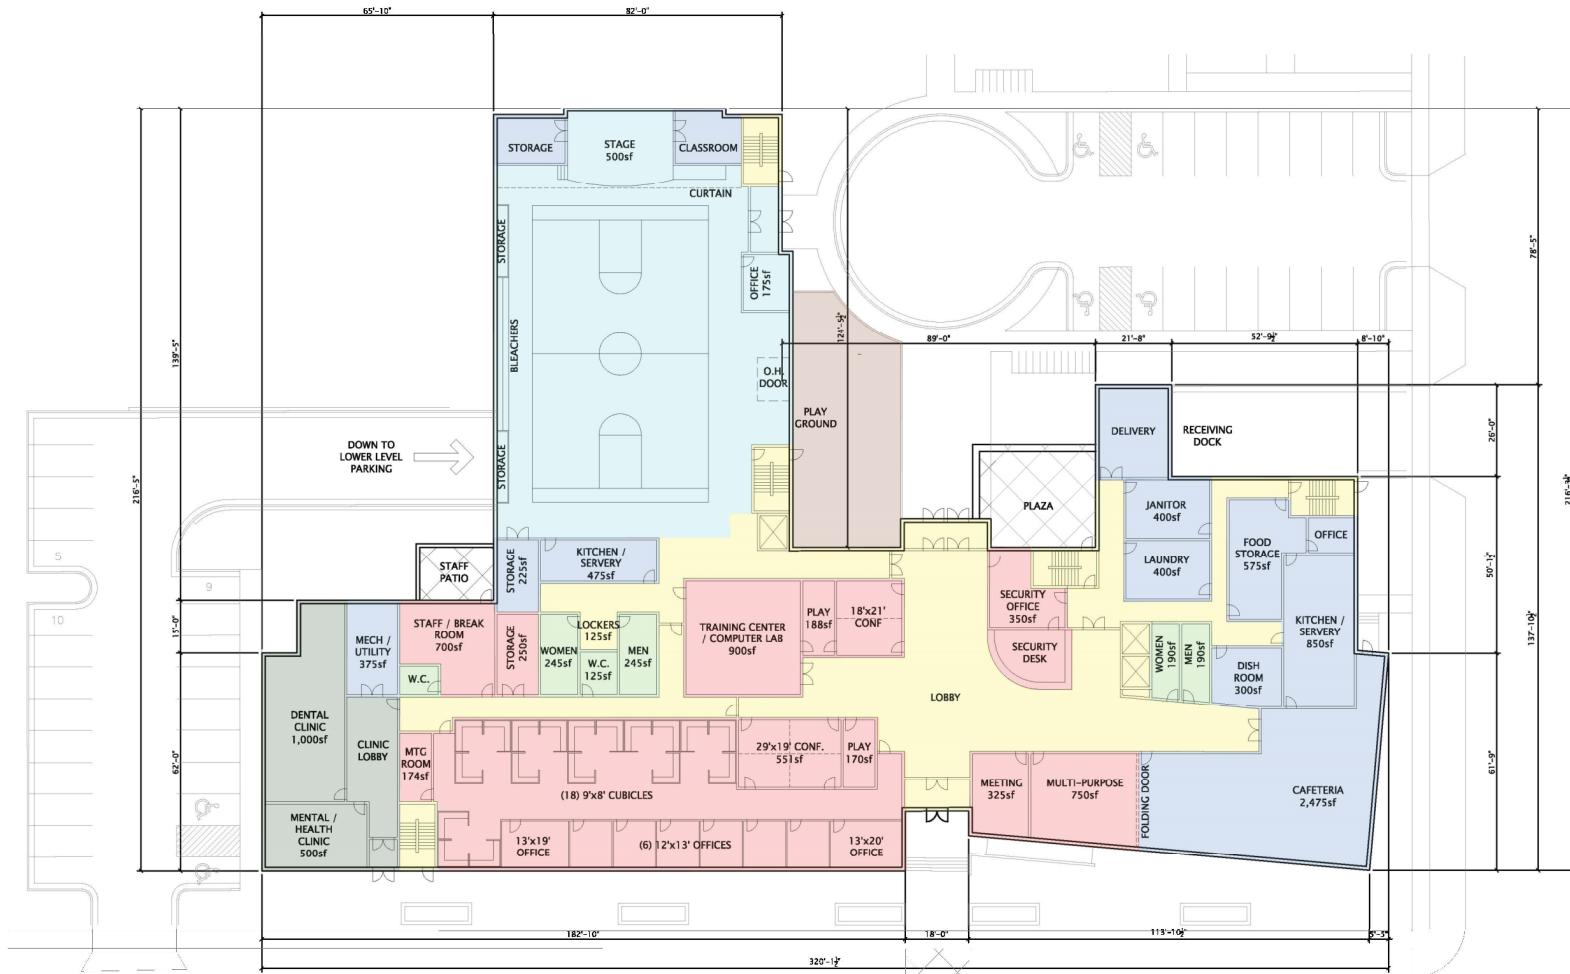 65'-10"
82'-0"
STORAGE
STAGE
500sf
CLASSROOM
CURTAIN
STORAGE
OFFICE
175sf
BLEACHERS
O.H.
DOOR
STORAGE
PLAY
GROUND
124'-5½"
78'-5"
139'-5"
216'-5"
89'-0"
21'-8"
52'-9½"
8'-10"
DOWN TO
LOWER LEVEL
PARKING
DELIVERY
RECEIVING
DOCK
26'-0"
PLAZA
JANITOR
400sf
LAUNDRY
400sf
FOOD
STORAGE
575sf
OFFICE
50'-1½"
5
9
10
STAFF
PATIO
STORAGE
225sf
KITCHEN /
SERVERY
475sf
15'-0"
MECH /
UTILITY
375sf
STAFF / BREAK
ROOM
700sf
W.C.
STORAGE
250sf
WOMEN
245sf
LOCKERS
125sf
W.C.
125sf
MEN
245sf
TRAINING CENTER
/ COMPUTER LAB
900sf
PLAY
188sf
18'x21'
CONF
SECURITY
OFFICE
350sf
SECURITY
DESK
WOMEN
190sf
MEN
190sf
DISH
ROOM
300sf
KITCHEN /
SERVERY
850sf
137'-10½"
LOBBY
DENTAL
CLINIC
1,000sf
CLINIC
LOBBY
MTG
ROOM
174sf
29'x19' CONF.
551sf
PLAY
170sf
(18) 9'x8' CUBICLES
62'-0"
MENTAL /
HEALTH
CLINIC
500sf
13'x19'
OFFICE
(6) 12'x13' OFFICES
13'x20'
OFFICE
MEETING
325sf
MULTI-PURPOSE
750sf
FOLDING DOOR
CAFETERIA
2,475sf
61'-9"
182'-10"
18'-0"
113'-10½"
5'-5"
320'-1½"